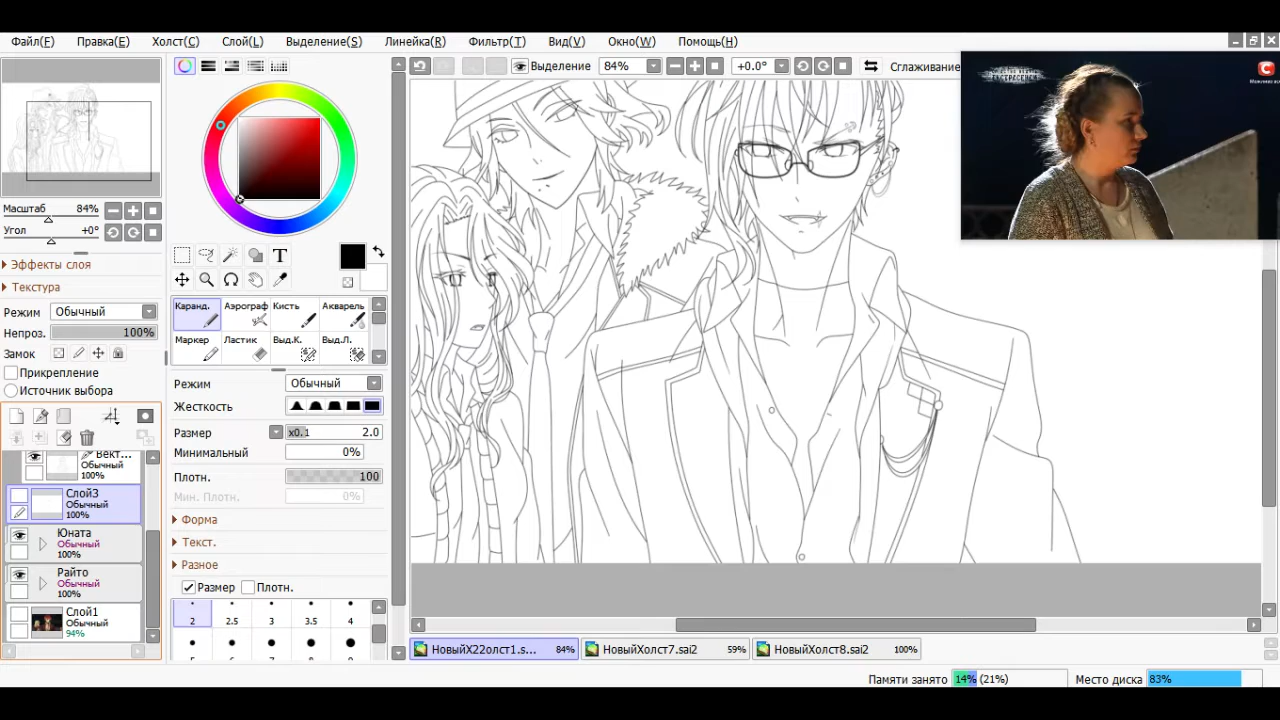 Файл(F) Правка(E) Холст(C) Слой(L) Выделение(S) Линейка(R) Фильтр(T) Вид(V) Окно(W) Помощь(H)
Выделение 84% +0.0° Сглаживание
Масштаб 84%
Угол +0°
Эффекты слоя
Текстура
Режим Обычный
Непроз. 100%
Замок
Прикрепление
Источник выбора
Вект...
Обычный
100%
Слой3
Обычный
100%
Юната
Обычный
100%
Райто
Обычный
100%
Слой1
Обычный
94%
T
Каранд. Аэрограф Кисть Акварель
Маркер Ластик Выд.К. Выд.Л.
Режим Обычный
Жесткость
Размер x0.1 2.0
Минимальный 0%
Плотн. 100
Мин. Плотн. 0%
Форма
Текст.
Разное
Размер Плотн.
2 2.5 3 3.5 4
НовыйХ22олст1.s... 84% НовыйХолст7.sai2 59% НовыйХолст8.sai2 100%
Памяти занято 14% (21%) Место диска 83%